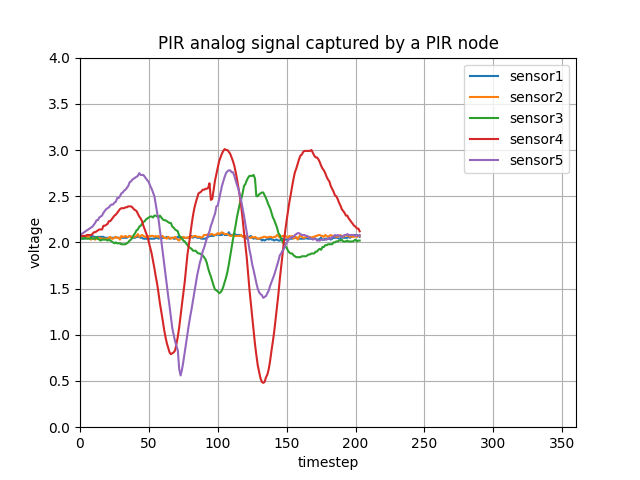 PIR analog signal captured by a PIR node
4.0
3.5
3.0
2.5
2.0
1.5
1.0
0.5
0.0
voltage
0 50 100 150 200 250 300 350
timestep
sensor1
sensor2
sensor3
sensor4
sensor5